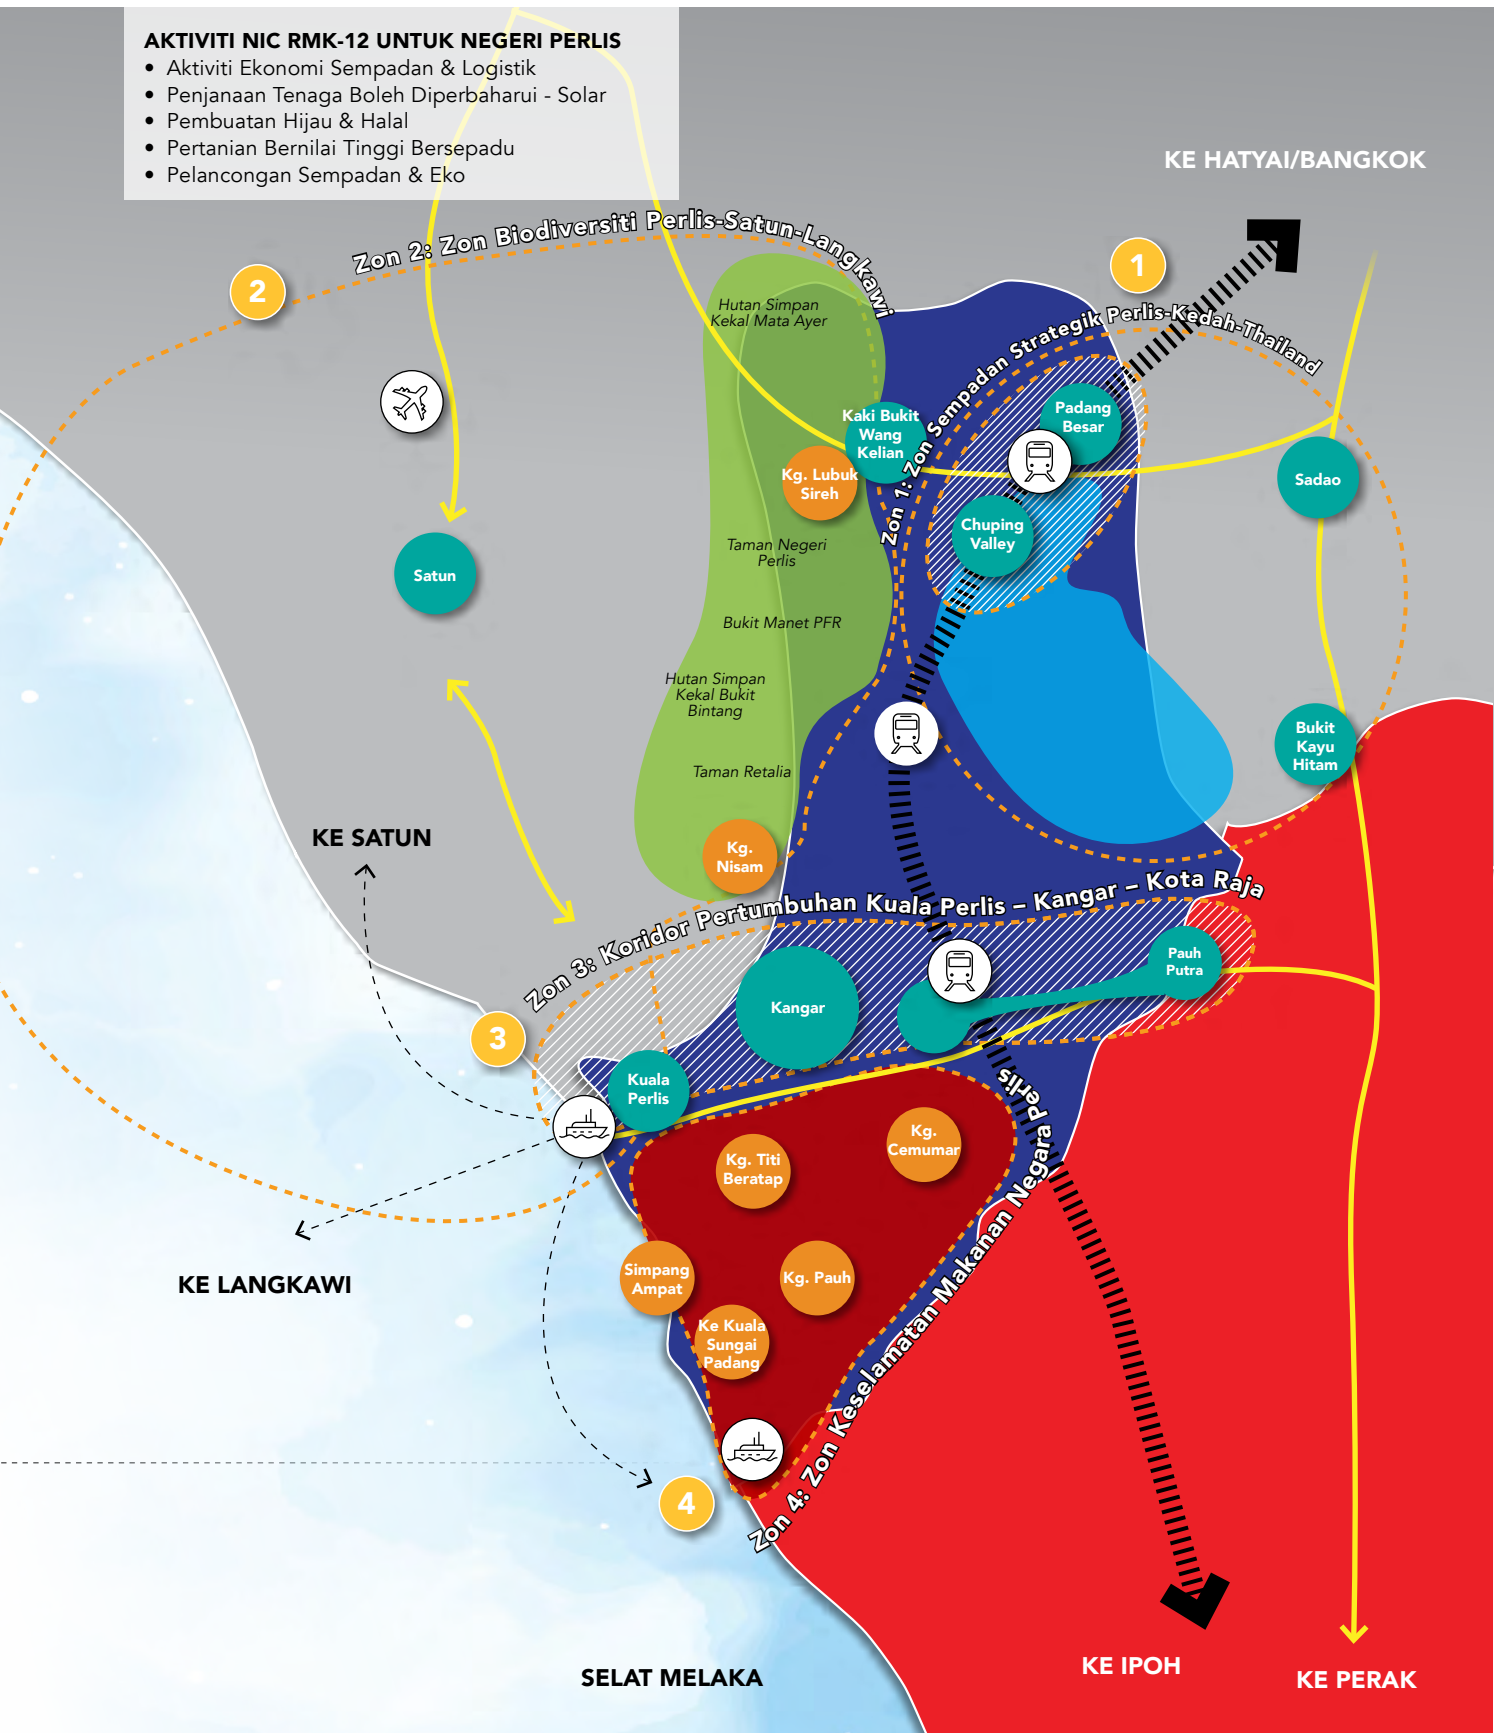 AKTIVITI NIC RMK-12 UNTUK NEGERI PERLIS
• Aktiviti Ekonomi Sempadan & Logistik
• Penjanaan Tenaga Boleh Diperbaharui - Solar
• Pembuatan Hijau & Halal
• Pertanian Bernilai Tinggi Bersepadu
• Pelancongan Sempadan & Eko
KE HATYAI/BANGKOK
Zon 2: Zon Biodiversiti Perlis-Satun-Langkawi
2
1
Zon 1: Zon Sempadan Strategik Perlis-Kedah-Thailand
Hutan Simpan
Kekal Mata Ayer
Kaki Bukit
Wang
Kelian
Padang
Besar
Kg. Lubuk
Sireh
Sadao
Chuping
Valley
Taman Negeri
Perlis
Satun
Bukit Manet PFR
Hutan Simpan
Kekal Bukit
Bintang
Bukit
Kayu
Hitam
Taman Retalia
KE SATUN
Kg.
Nisam
Zon 3: Koridor Pertumbuhan Kuala Perlis – Kangar – Kota Raja
Pauh
Putra
Kangar
3
Kuala
Perlis
Kg.
Cemumar
Kg. Titi
Beratap
Simpang
Ampat
Kg. Pauh
KE LANGKAWI
Ke Kuala
Sungai
Padang
Zon 4: Zon Keselamatan Makanan Negara Perlis
4
SELAT MELAKA
KE IPOH
KE PERAK